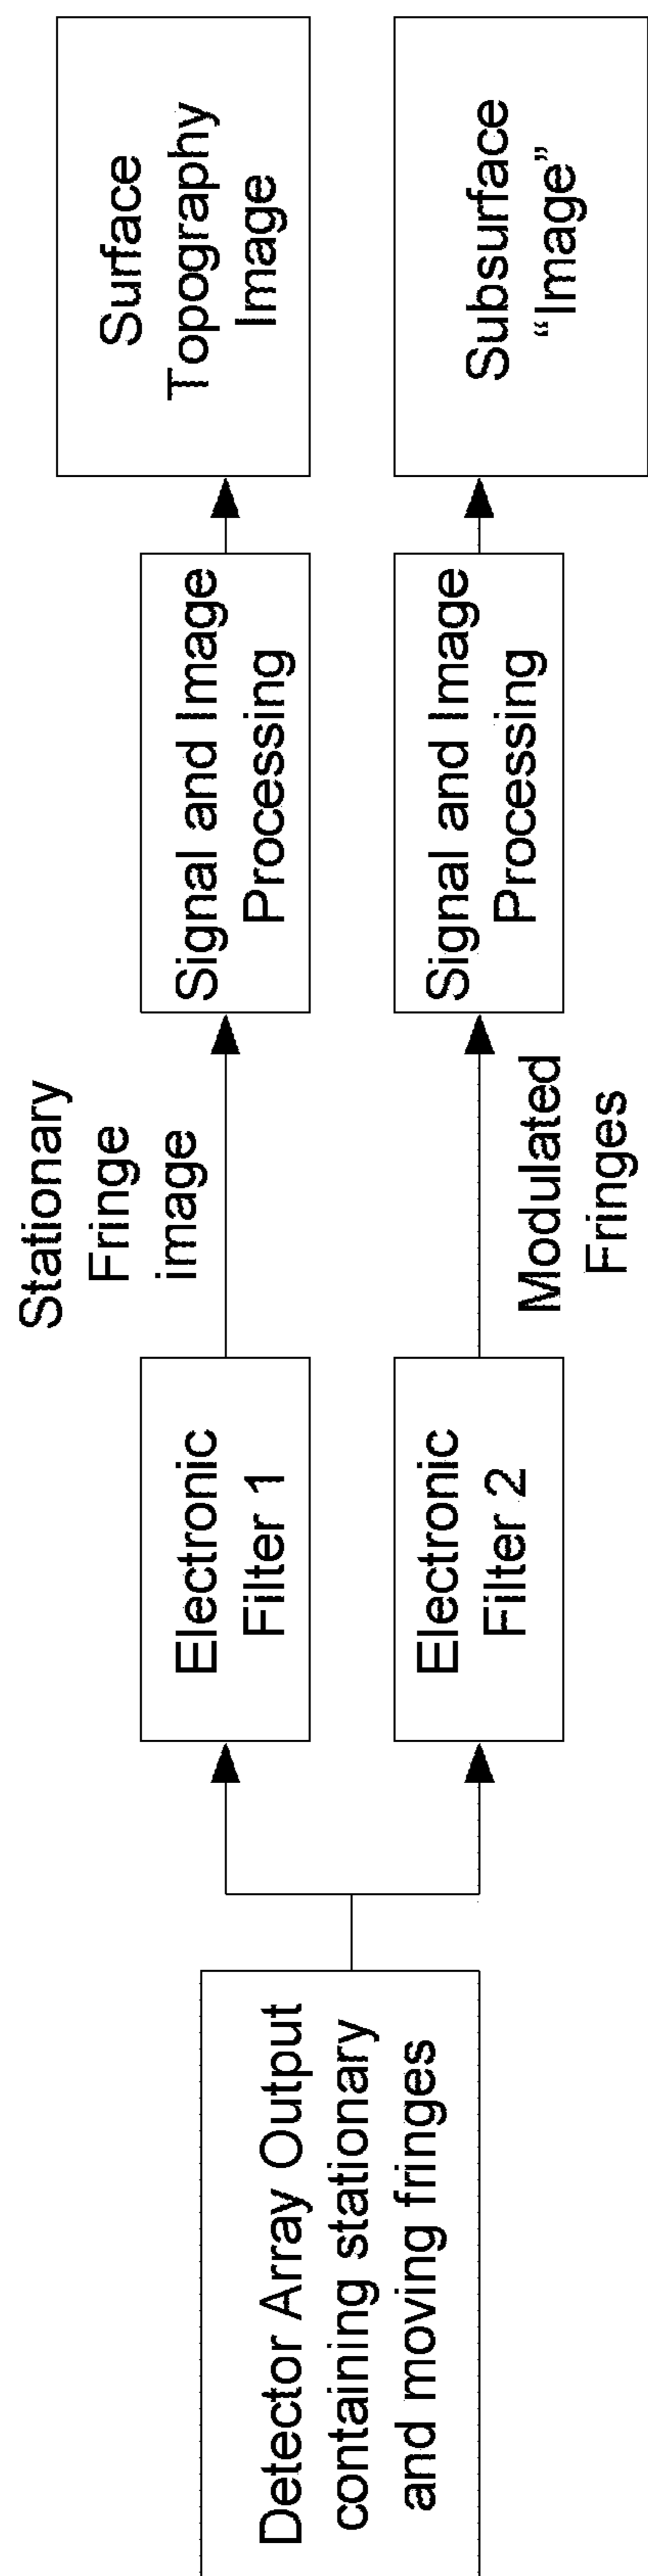 Detector Array Output
containing stationary
and moving fringes
Electronic
Filter 1
Stationary
Fringe
image
Signal and Image
Processing
Surface
Topography
Image
Electronic
Filter 2
Modulated
Fringes
Signal and Image
Processing
Subsurface
“Image”